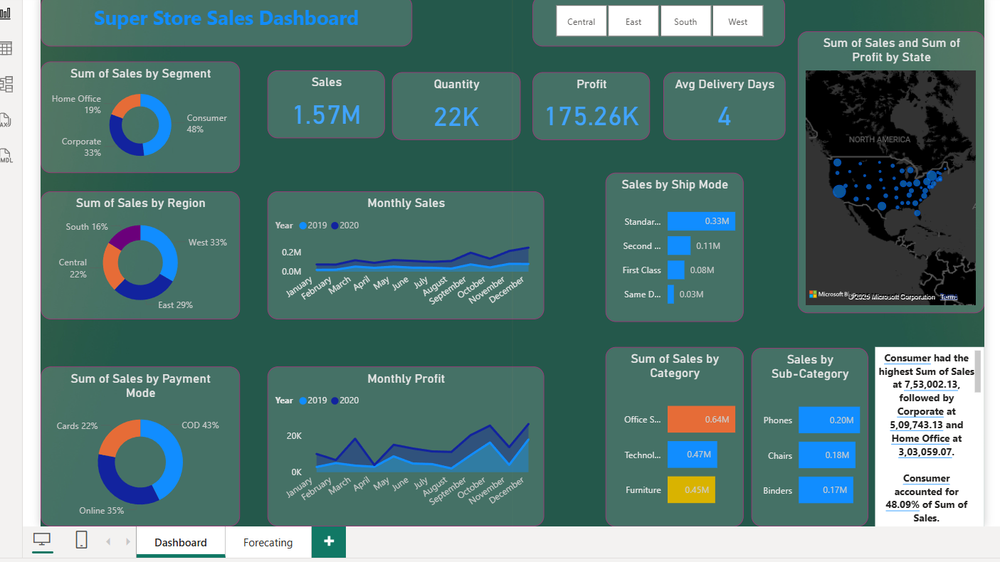 Super Store Sales Dashboard
Central
East
South
West
Sum of Sales by Segment
Home Office
19%
Consumer
48%
Corporate
33%
Sales
1.57M
Quantity
22K
Profit
175.26K
Avg Delivery Days
4
Sum of Sales and Sum of
Profit by State
NORTH AMERICA
Microsoft
©2026 Microsoft Corporation
Terms
Sum of Sales by Region
South 16%
West 33%
Central
22%
East 29%
Monthly Sales
Year 2019 2020
0.2M
0.0M
January
February
March
April
May
June
July
August
September
October
November
December
Sales by Ship Mode
Standar... 0.33M
Second ... 0.11M
First Class 0.08M
Same D... 0.03M
Sum of Sales by Payment
Mode
Cards 22%
COD 43%
Online 35%
Monthly Profit
Year 2019 2020
20K
0K
January
February
March
April
May
June
July
August
September
October
November
December
Sum of Sales by
Category
Office S... 0.64M
Technol... 0.47M
Furniture 0.45M
Sales by
Sub-Category
Phones 0.20M
Chairs 0.18M
Binders 0.17M
Consumer had the
highest Sum of Sales
at 7,53,002.13,
followed by
Corporate at
5,09,743.13 and
Home Office at
3,03,059.07.
Consumer
accounted for
48.09% of Sum of
Sales.
Dashboard
Forecating